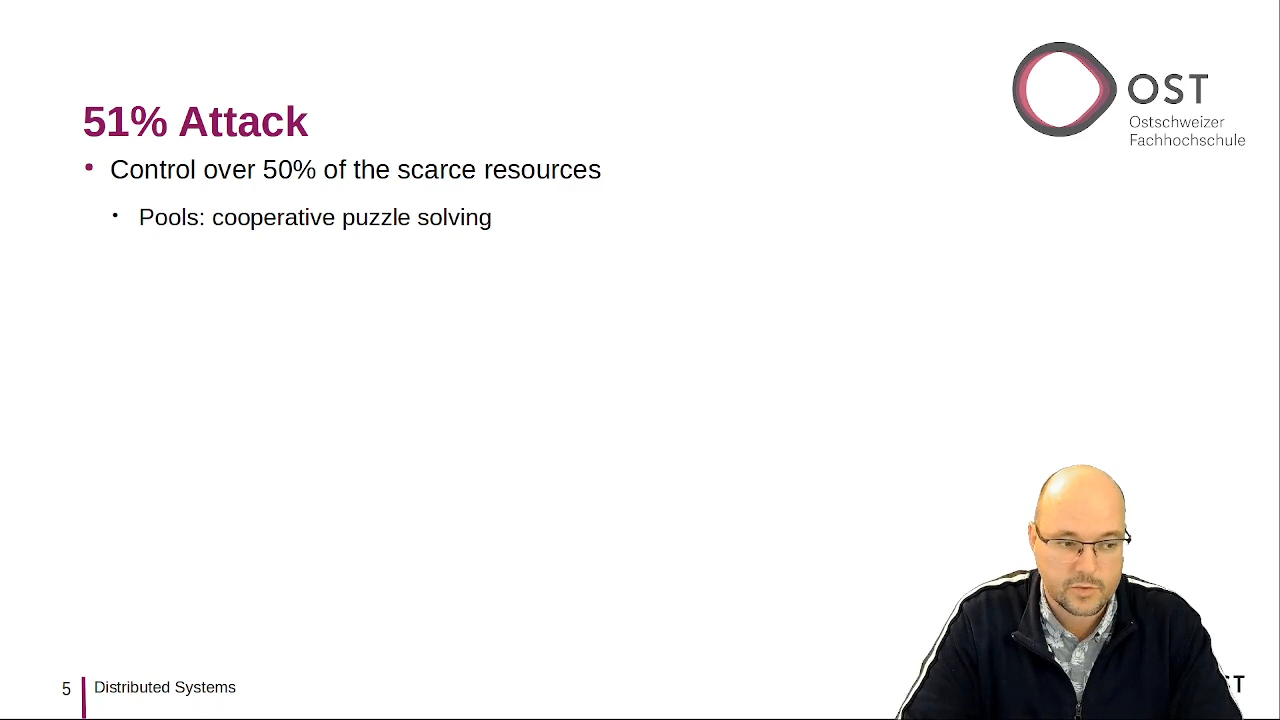 OST
Ostschweizer
Fachhochschule
51% Attack
• Control over 50% of the scarce resources
• Pools: cooperative puzzle solving
5
Distributed Systems